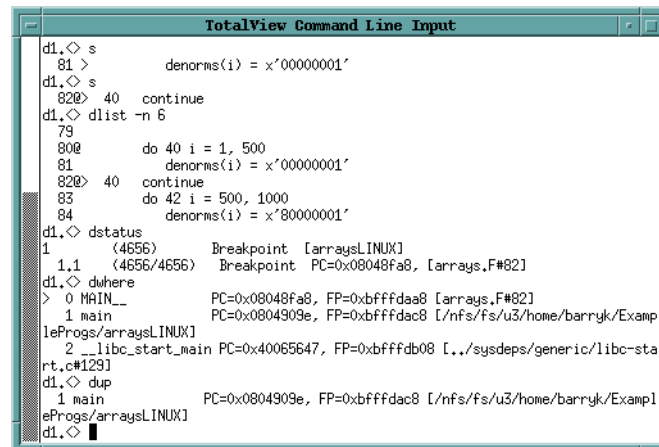 TotalView Command Line Input
d1.<> s
81 > denorms(i) = x'00000001'
d1.<> s
82@> 40 continue
d1.<> dlist -n 6
79
80@ do 40 i = 1, 500
81 denorms(i) = x'00000001'
82@> 40 continue
83 do 42 i = 500, 1000
84 denorms(i) = x'80000001'
d1.<> dstatus
1 (4656) Breakpoint [arraysLINUX]
1.1 (4656/4656) Breakpoint PC=0x08048fa8, [arrays.F#82]
d1.<> dwhere
> 0 MAIN__ PC=0x08048fa8, FP=0xbfffdaa8 [arrays.F#82]
1 main PC=0x0804909e, FP=0xbfffdac8 [/nfs/fs/u3/home/barryk/Examp
leProgs/arraysLINUX]
2 __libc_start_main PC=0x40065647, FP=0xbfffdb08 [../sysdeps/generic/libc-sta
rt.c#129]
d1.<> dup
1 main PC=0x0804909e, FP=0xbfffdac8 [/nfs/fs/u3/home/barryk/Exampl
eProgs/arraysLINUX]
d1.<>